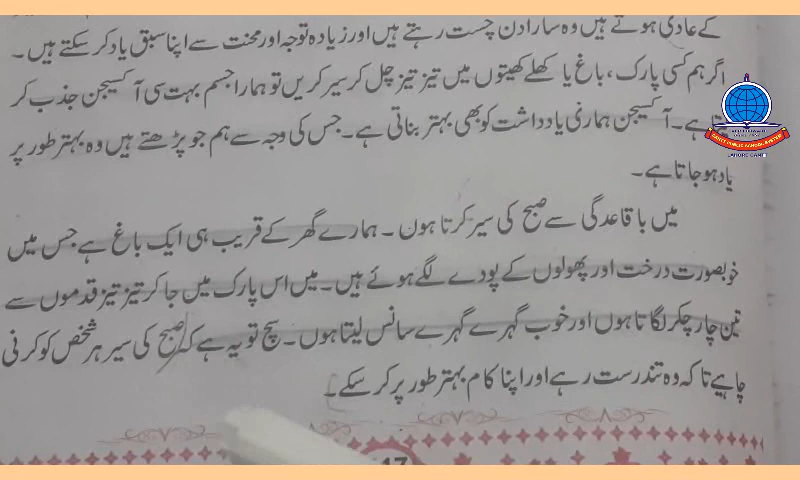 کے عادی ہوتے ہیں وہ سارا دن چست رہتے ہیں اور زیادہ توجہ اور محنت سے اپنا سبق یاد کر سکتے ہیں۔
اگر ہم کسی پارک، باغ یا کھلے کھیتوں میں تیز تیز چل کر سیر کریں تو ہمارا جسم بہت سی آکسیجن جذب کر
ہے۔ آکسیجن ہماری یادداشت کو بھی بہتر بناتی ہے۔ جس کی وجہ سے ہم جو پڑھتے ہیں وہ بہتر طور پر
یاد ہو جاتا ہے۔
میں باقاعدگی سے صبح کی سیر کرتا ہوں۔ ہمارے گھر کے قریب ہی ایک باغ ہے جس میں
خوبصورت درخت اور پھولوں کے پودے لگے ہوئے ہیں۔ میں اس پارک میں جا کر تیز تیز قدموں سے
تین چار چکر لگاتا ہوں اور خوب گہرے گہرے سانس لیتا ہوں۔ سچ تو یہ ہے کہ صبح کی سیر ہر شخص کو کرنی
چاہیے تاکہ وہ تندرست رہے اور اپنا کام بہتر طور پر کر سکے۔
17
PUBLIC SCHOOL SYSTEM
LAHORE CANTT